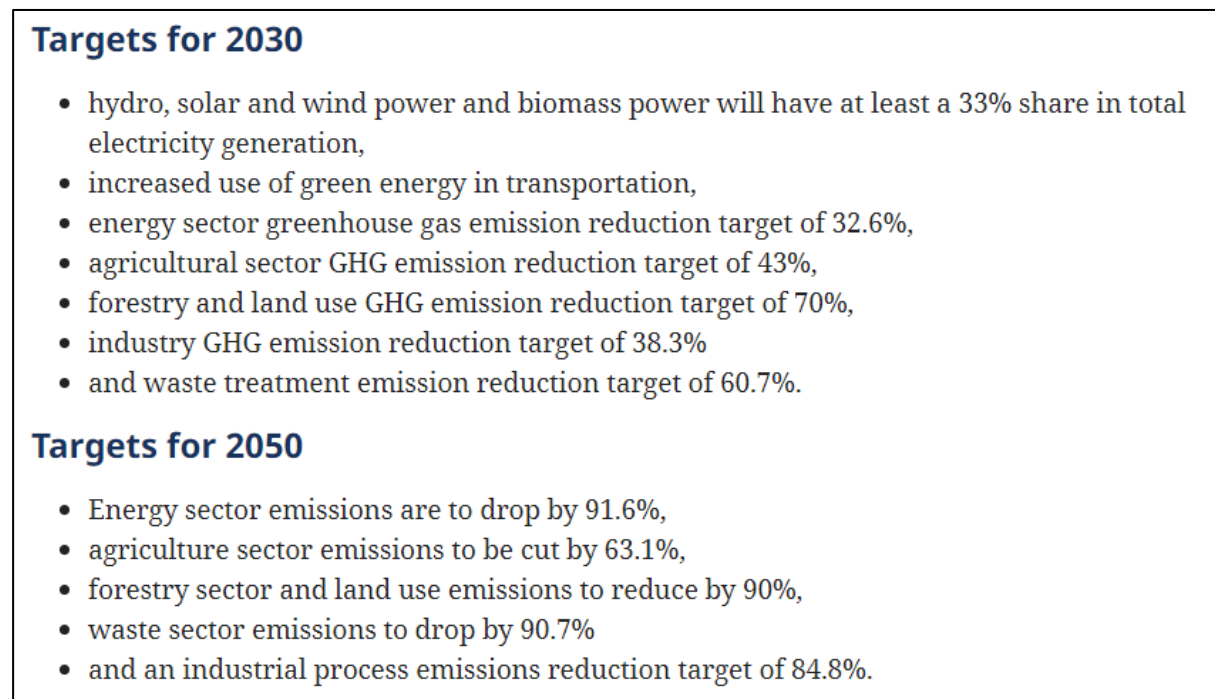 Targets for 2030
• hydro, solar and wind power and biomass power will have at least a 33% share in total
electricity generation,
• increased use of green energy in transportation,
• energy sector greenhouse gas emission reduction target of 32.6%,
• agricultural sector GHG emission reduction target of 43%,
• forestry and land use GHG emission reduction target of 70%,
• industry GHG emission reduction target of 38.3%
• and waste treatment emission reduction target of 60.7%.
Targets for 2050
• Energy sector emissions are to drop by 91.6%,
• agriculture sector emissions to be cut by 63.1%,
• forestry sector and land use emissions to reduce by 90%,
• waste sector emissions to drop by 90.7%
• and an industrial process emissions reduction target of 84.8%.